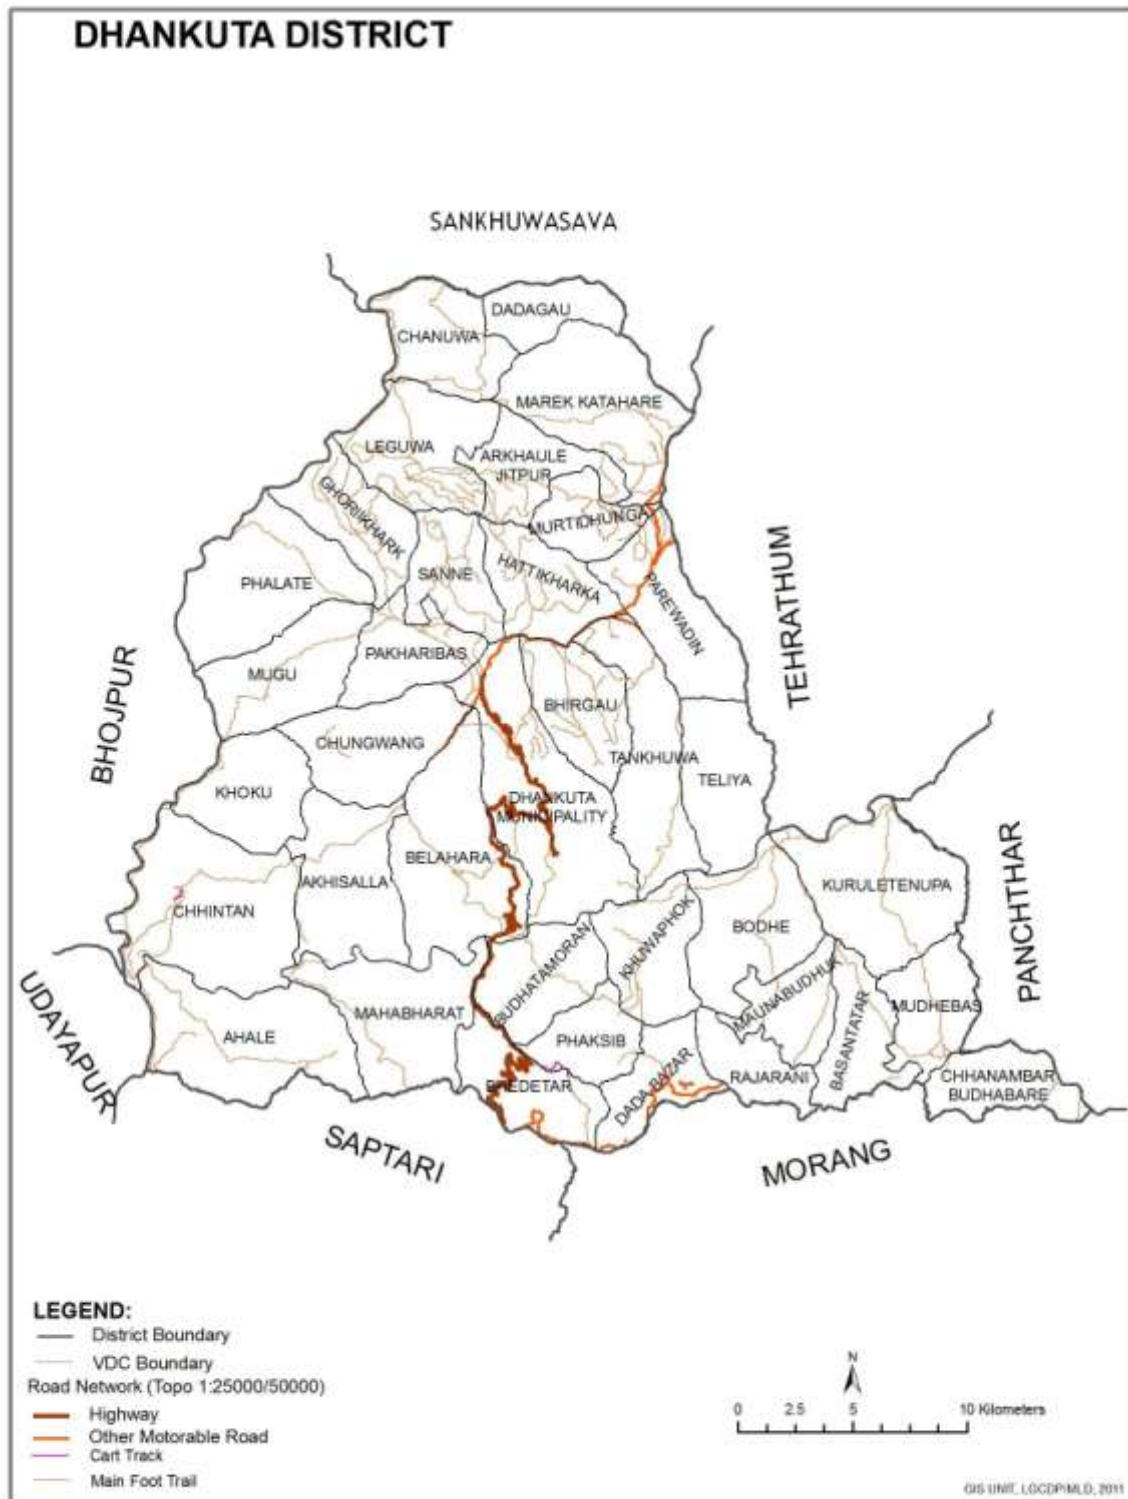 DHANKUTA DISTRICT
SANKHUWASAVA
DADAGAU
CHANUWA
MAREK KATAHARE
LEGUWA
ARKHAULE
JITPUR
GHORIIKHARK
MURTIDHUNGA
HATTIKHARKA
SANNE
PHALATE
PAREWADIN
TEHRATHUM
PAKHARIBAS
MUGU
BHOJPUR
BHIRGAU
CHUNGWANG
TANKHUWA
TELIYA
KHOKU
DHANKUTA
MUNICIPALITY
BELAHARA
AKHISALLA
KURULETENUPA
PANCHTHAR
CHHINTAN
BODHE
KHUWAPHOK
BUDHATAMORAN
MAUNABUDHUK
MUDHEBAS
BASANTATAR
UDAYAPUR
MAHABHARAT
AHALE
PHAKSIB
RAJARANI
CHHANAMBAR
BUDHABARE
BHEDETAR
DADA BAZAR
SAPTARI
MORANG
LEGEND:
District Boundary
VDC Boundary
Road Network (Topo 1:25000/50000)
Highway
Other Motorable Road
Cart Track
Main Foot Trail
N
0 2.5 5 10 Kilometers
GIS UNIT, LGCDP/MLD, 2011